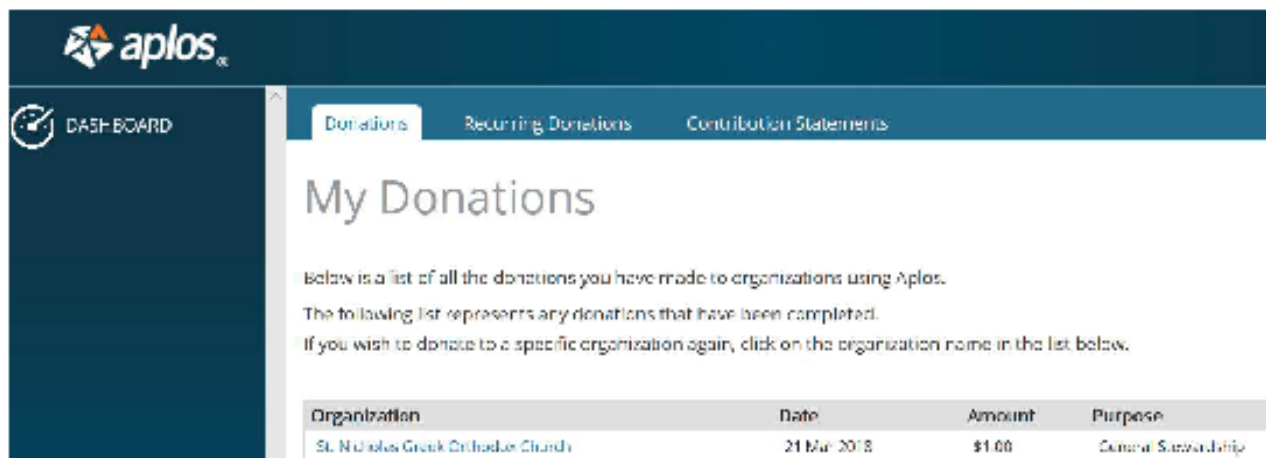 aplos®
DASHBOARD
Donations Recurring Donations Contribution Statements
My Donations
Below is a list of all the donations you have made to organizations using Aplos.
The following list represents any donations that have been completed.
If you wish to donate to a specific organization again, click on the organization name in the list below.
Organization Date Amount Purpose
St. Nicholas Greek Orthodox Church 21 Mar 2018 $1.00 General Stewardship